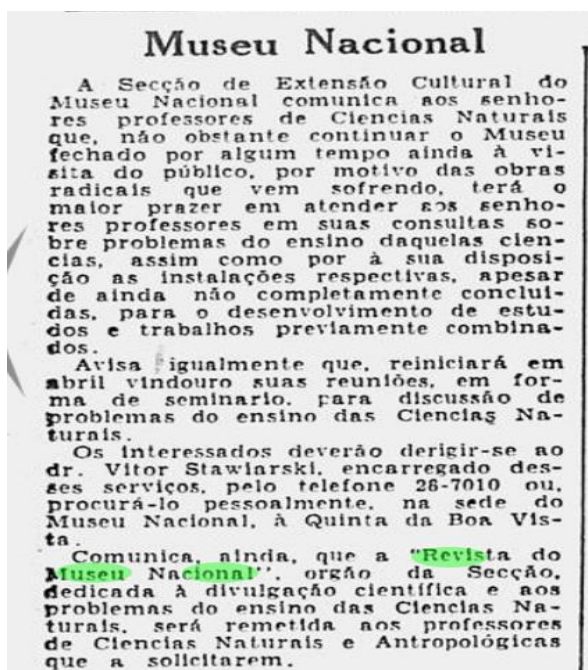 Museu Nacional
A Secção de Extensão Cultural do
Museu Nacional comunica aos senho-
res professores de Ciencias Naturais
que, não obstante continuar o Museu
fechado por algum tempo ainda à vi-
sita do público, por motivo das obras
radicais que vem sofrendo, terá o
maior prazer em atender aos senho-
res professores em suas consultas so-
bre problemas do ensino daquelas cien-
cias, assim como por à sua disposi-
ção as instalações respectivas, apesar
de ainda não completamente conclui-
das, para o desenvolvimento de estu-
dos e trabalhos previamente combina-
dos.
Avisa igualmente que, reiniciará em
abril vindouro suas reuniões, em for-
ma de seminario, para discussão de
problemas do ensino das Ciencias Na-
turais.
Os interessados deverão derigir-se ao
dr. Vitor Stawiarski, encarregado des-
ses serviços, pelo telefone 26-7010 ou,
procurá-lo pessoalmente, na sede do
Museu Nacional, à Quinta da Boa Vis-
ta.
Comunica, ainda, que a "Revista do
Museu Nacional", orgão da Secção,
dedicada à divulgação científica e aos
problemas do ensino das Ciencias Na-
turais, será remetida aos professores
de Ciencias Naturais e Antropológicas
que a solicitarem.